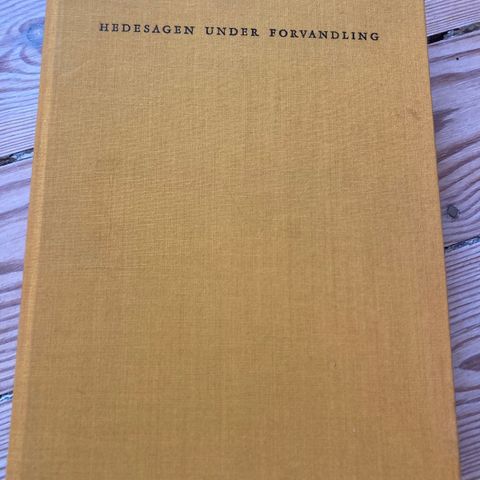 HEDESAGEN UNDER FORVANDLING